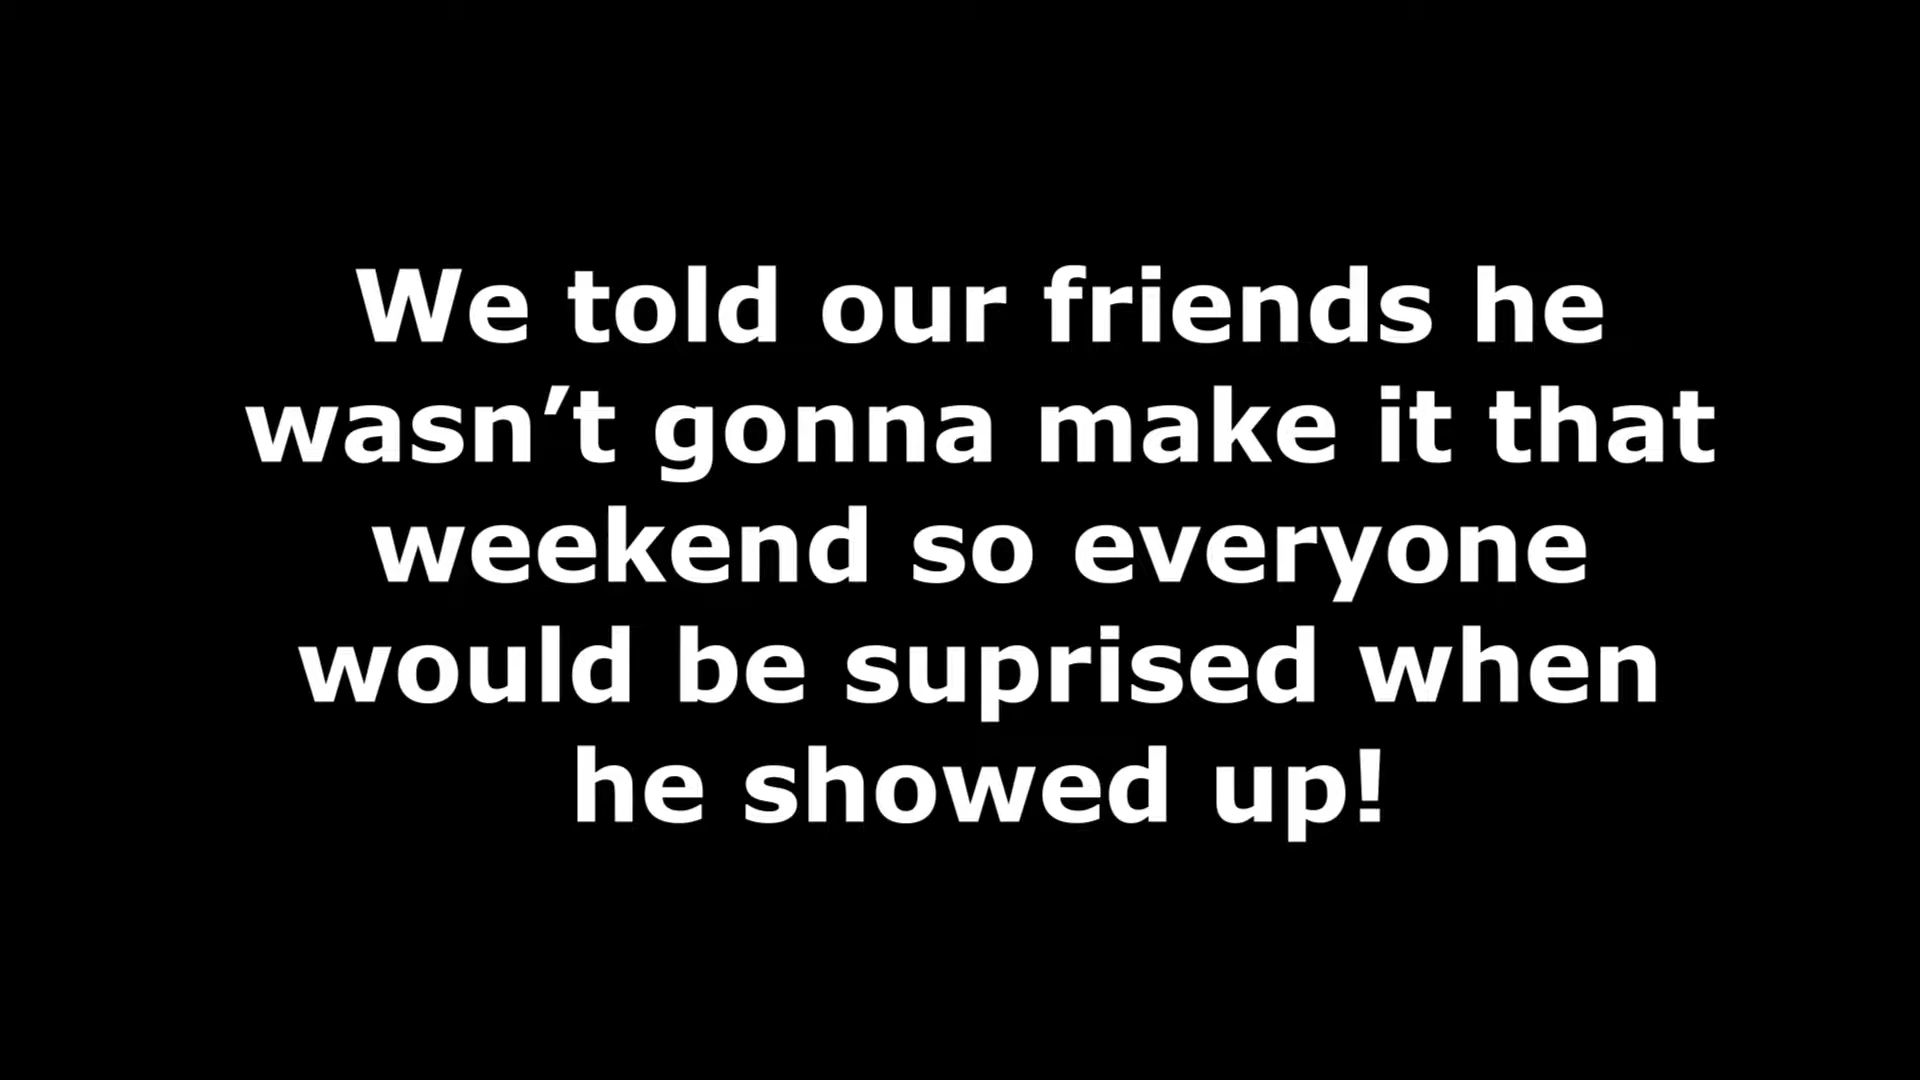 We told our friends he
wasn’t gonna make it that
weekend so everyone
would be suprised when
he showed up!